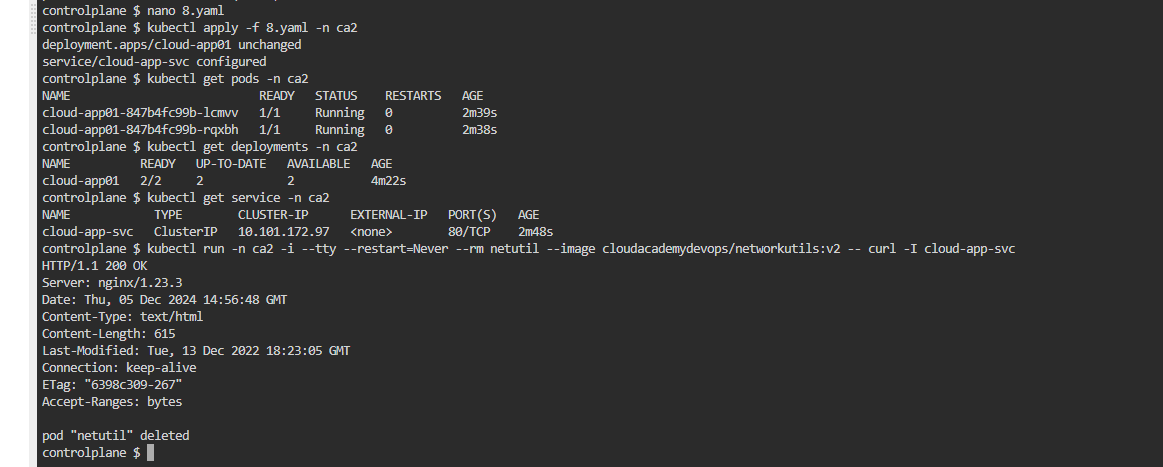 controlplane $ nano 8.yaml
controlplane $ kubectl apply -f 8.yaml -n ca2
deployment.apps/cloud-app01 unchanged
service/cloud-app-svc configured
controlplane $ kubectl get pods -n ca2
NAME                           READY   STATUS    RESTARTS   AGE
cloud-app01-847b4fc99b-lcmvv   1/1     Running   0          2m39s
cloud-app01-847b4fc99b-rqxbh   1/1     Running   0          2m38s
controlplane $ kubectl get deployments -n ca2
NAME          READY   UP-TO-DATE   AVAILABLE   AGE
cloud-app01   2/2     2            2           4m22s
controlplane $ kubectl get service -n ca2
NAME            TYPE        CLUSTER-IP      EXTERNAL-IP   PORT(S)   AGE
cloud-app-svc   ClusterIP   10.101.172.97   <none>        80/TCP    2m48s
controlplane $ kubectl run -n ca2 -i --tty --restart=Never --rm netutil --image cloudacademydevops/networkutils:v2 -- curl -I cloud-app-svc
HTTP/1.1 200 OK
Server: nginx/1.23.3
Date: Thu, 05 Dec 2024 14:56:48 GMT
Content-Type: text/html
Content-Length: 615
Last-Modified: Tue, 13 Dec 2022 18:23:05 GMT
Connection: keep-alive
ETag: "6398c309-267"
Accept-Ranges: bytes

pod "netutil" deleted
controlplane $